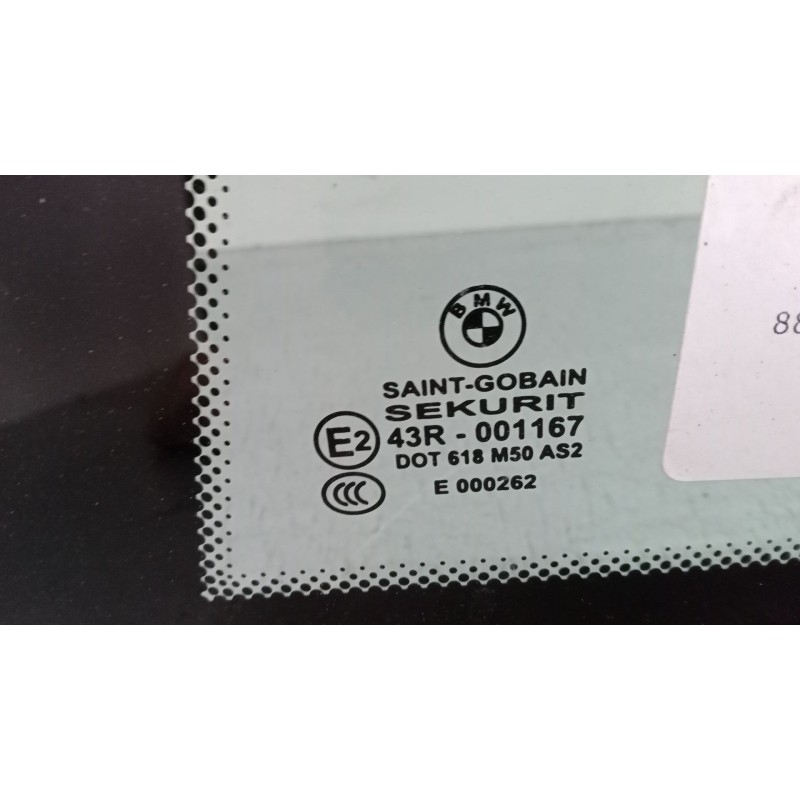 BMW
SAINT-GOBAIN
SEKURIT
E2 43R - 001167
DOT 618 M50 AS2
CCC E 000262
88